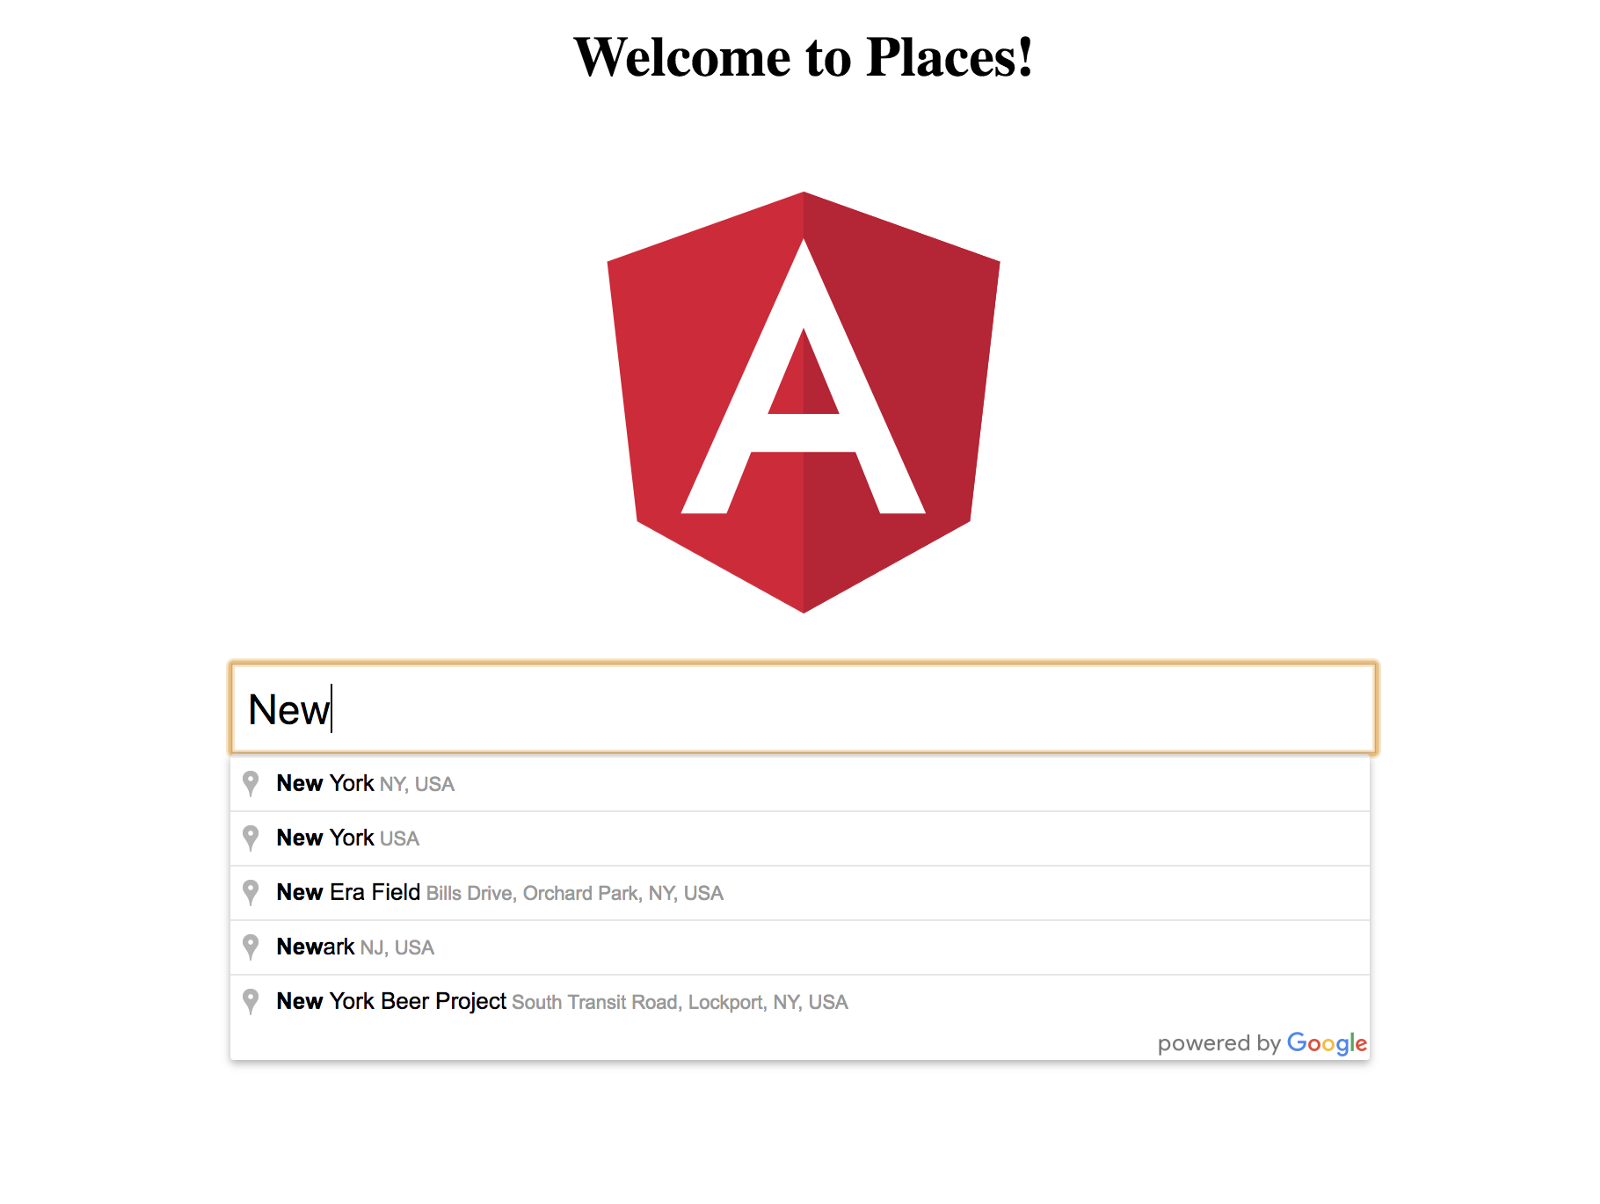 Welcome to Places!
A
New
New York NY, USA
New York USA
New Era Field Bills Drive, Orchard Park, NY, USA
Newark NJ, USA
New York Beer Project South Transit Road, Lockport, NY, USA
powered by Google